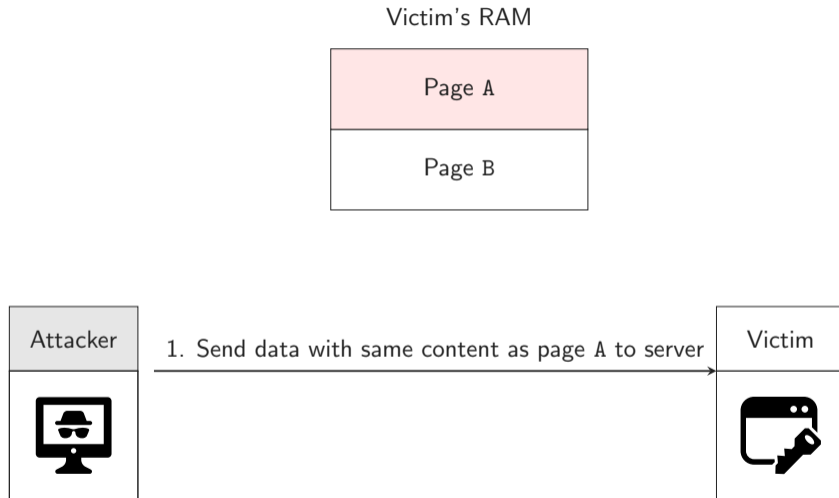 Victim's RAM
Page A
Page B
Attacker
1. Send data with same content as page A to server
Victim